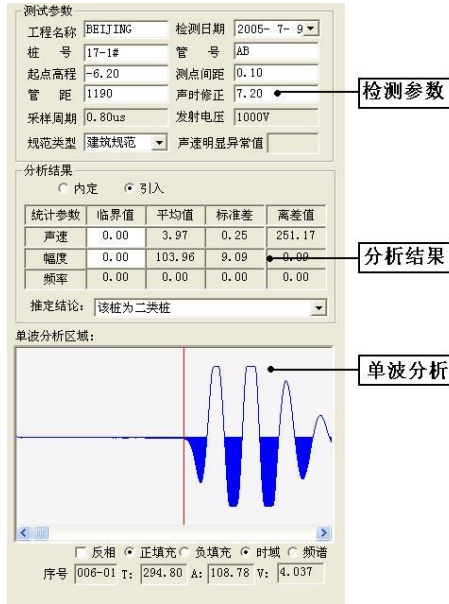 测试参数
工程名称 BEIJING 检测日期 2005- 7- 9
桩 号 17-1# 管 号 AB
起点高程 -6.20 测点间距 0.10
管 距 1190 声时修正 7.20
检测参数
采样周期 0.80us 发射电压 1000V
规范类型 建筑规范 声速明显异常值
分析结果
内定 引入
统计参数 临界值 平均值 标准差 离差值
声速 0.00 3.97 0.25 251.17
幅度 0.00 103.96 9.09 0.09
分析结果
频率 0.00 0.00 0.00 0.00
推定结论: 该桩为二类桩
单波分析区域:
单波分析
反相 正填充 负填充 时域 频谱
序号 006-01 T: 294.80 A: 108.78 V: 4.037